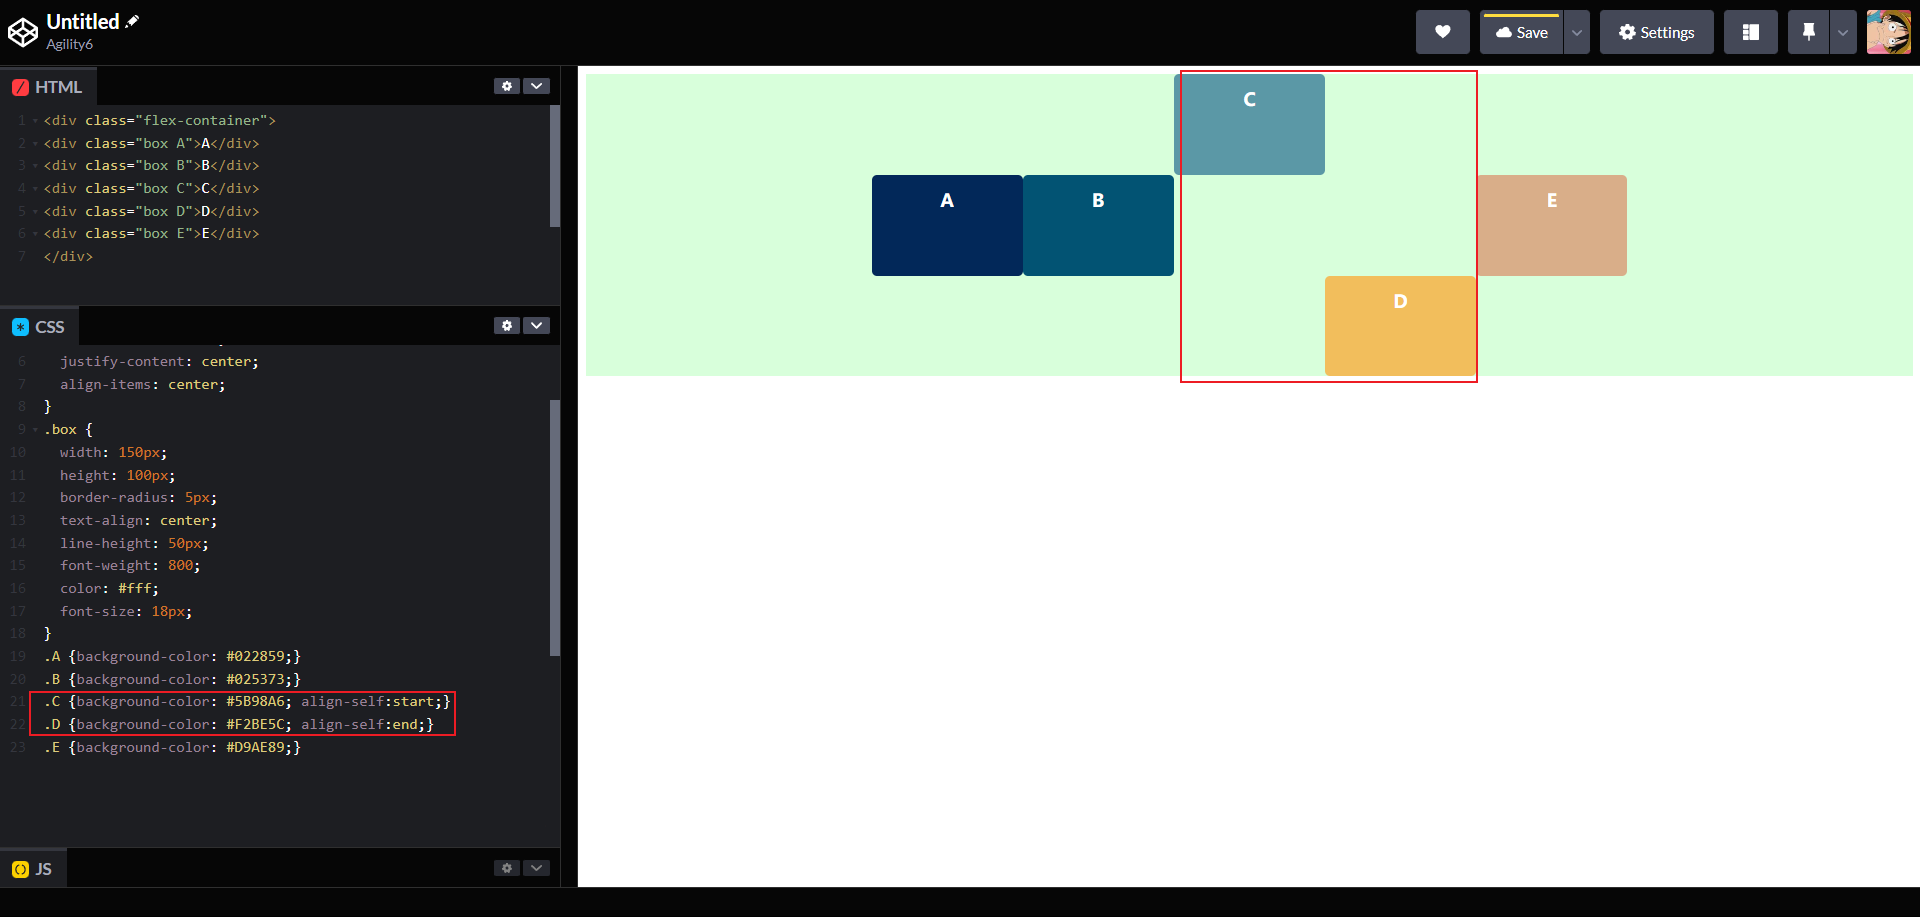 Untitled
Agility6
Save
Settings
HTML
1 <div class="flex-container">
2 <div class="box A">A</div>
3 <div class="box B">B</div>
4 <div class="box C">C</div>
5 <div class="box D">D</div>
6 <div class="box E">E</div>
7 </div>
CSS
6 justify-content: center;
7 align-items: center;
8 }
9 .box {
10 width: 150px;
11 height: 100px;
12 border-radius: 5px;
13 text-align: center;
14 line-height: 50px;
15 font-weight: 800;
16 color: #fff;
17 font-size: 18px;
18 }
19 .A {background-color: #022859;}
20 .B {background-color: #025373;}
21 .C {background-color: #5B98A6; align-self:start;}
22 .D {background-color: #F2BE5C; align-self:end;}
23 .E {background-color: #D9AE89;}
JS
C
A B E
D